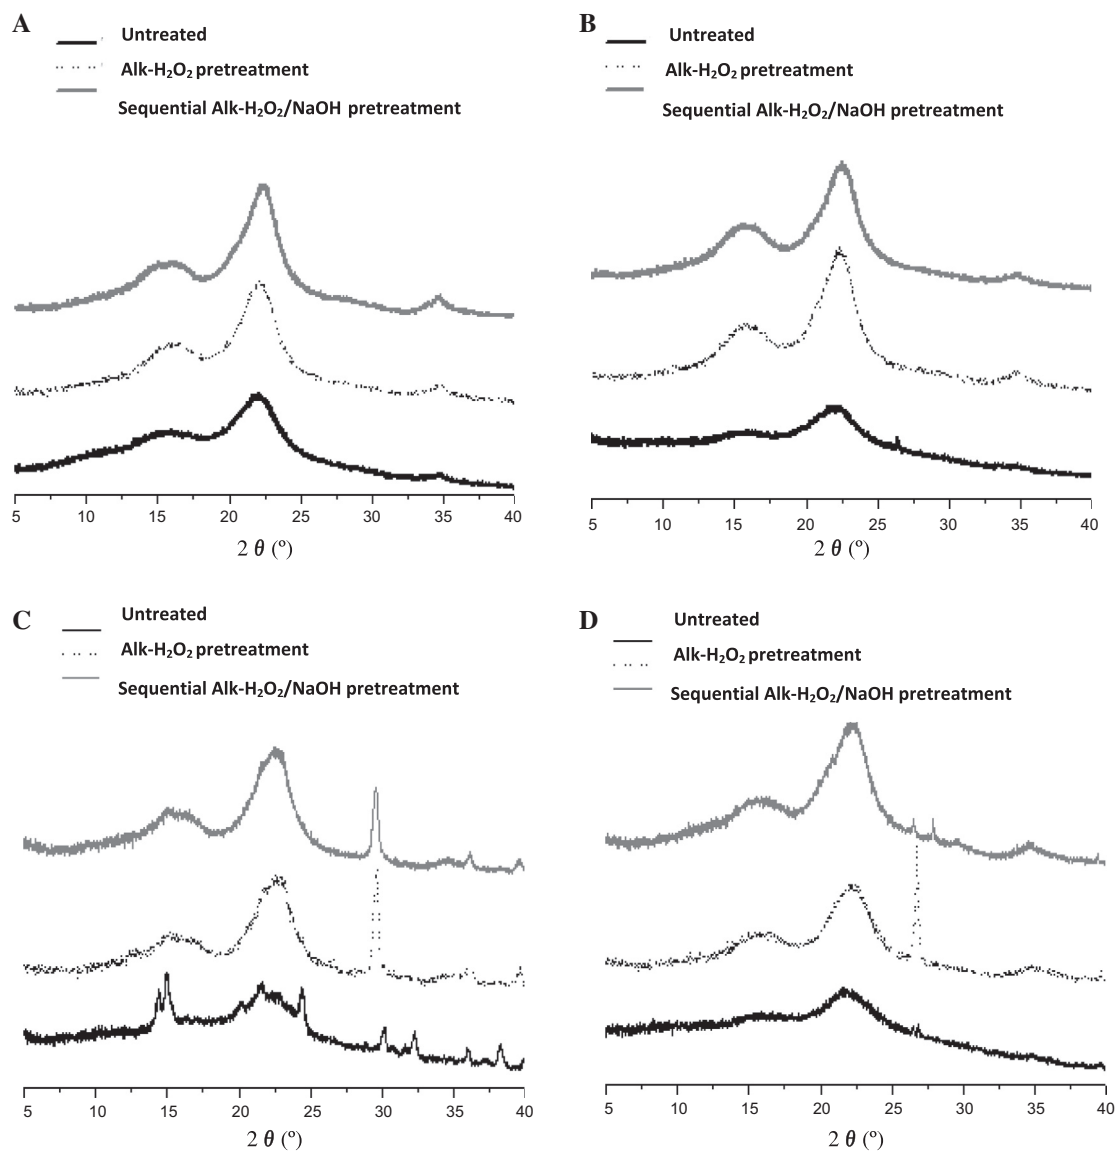 A
Untreated
Alk-H₂O₂ pretreatment
Sequential Alk-H₂O₂/NaOH pretreatment
5 10 15 20 25 30 35 40
2 θ (º)
B
Untreated
Alk-H₂O₂ pretreatment
Sequential Alk-H₂O₂/NaOH pretreatment
5 10 15 20 25 30 35 40
2 θ (º)
C
Untreated
Alk-H₂O₂ pretreatment
Sequential Alk-H₂O₂/NaOH pretreatment
5 10 15 20 25 30 35 40
2 θ (º)
D
Untreated
Alk-H₂O₂ pretreatment
Sequential Alk-H₂O₂/NaOH pretreatment
5 10 15 20 25 30 35 40
2 θ (º)